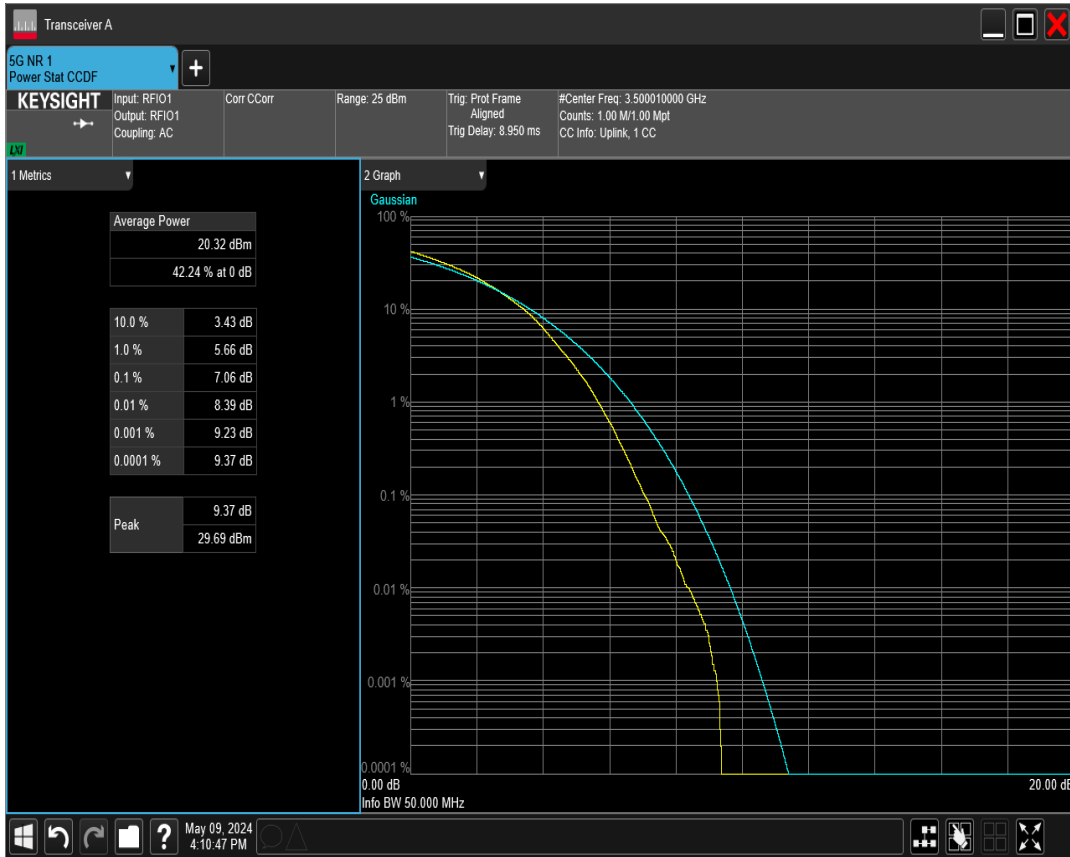 Transceiver A
5G NR 1
Power Stat CCDF
+
KEYSIGHT
LXI
Input: RFIO1
Output: RFIO1
Coupling: AC
Corr CCorr
Range: 25 dBm
Trig: Prot Frame
Aligned
Trig Delay: 8.950 ms
#Center Freq: 3.500010000 GHz
Counts: 1.00 M/1.00 Mpt
CC Info: Uplink, 1 CC
1 Metrics
Average Power
20.32 dBm
42.24 % at 0 dB
10.0 % 3.43 dB
1.0 % 5.66 dB
0.1 % 7.06 dB
0.01 % 8.39 dB
0.001 % 9.23 dB
0.0001 % 9.37 dB
Peak
9.37 dB
29.69 dBm
2 Graph
Gaussian
100 %
10 %
1 %
0.1 %
0.01 %
0.001 %
0.0001 %
0.00 dB 20.00 dB
Info BW 50.000 MHz
?
May 09, 2024
4:10:47 PM